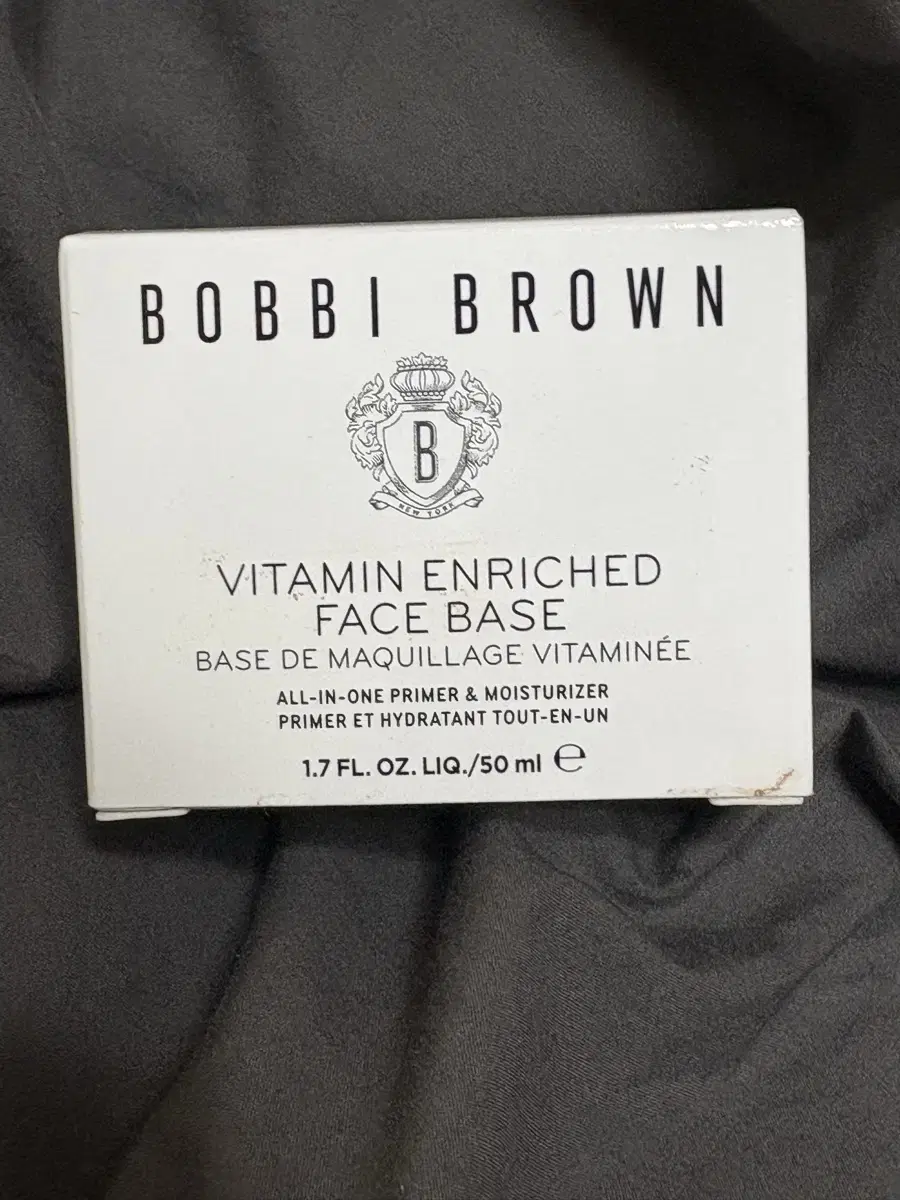 BOBBI BROWN
B
NEW YORK
VITAMIN ENRICHED
FACE BASE
BASE DE MAQUILLAGE VITAMINÉE
ALL-IN-ONE PRIMER & MOISTURIZER
PRIMER ET HYDRATANT TOUT-EN-UN
1.7 FL. OZ. LIQ./50 ml ℮